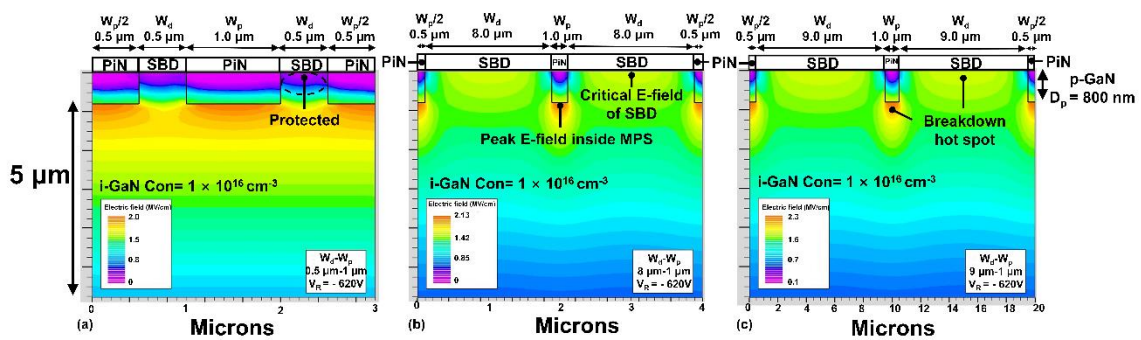 Wp/2 Wd Wp Wd Wp/2
0.5 μm 0.5 μm 1.0 μm 0.5 μm 0.5 μm
PiN SBD PiN SBD PiN
Protected
5 μm
i-GaN Con= 1 × 10¹⁶ cm⁻³
Electric field (MV/cm)
2.0
1.5
1.2
0
Wd-Wp
0.5 μm-1 μm
VR = - 620V
0 1 2 3
(a) Microns
Wp/2 Wd Wp Wd Wp/2
0.5 μm 8.0 μm 1.0 μm 8.0 μm 0.5 μm
PiN SBD PiN SBD
Critical E-field
of SBD
Peak E-field inside MPS
i-GaN Con= 1 × 10¹⁶ cm⁻³
Electric field (MV/cm)
2.13
1.42
0.85
0
Wd-Wp
8 μm-1 μm
VR = - 620V
0 1 2 3 4
(b) Microns
Wp/2 Wd Wp Wd Wp/2
0.5 μm 9.0 μm 1.0 μm 9.0 μm 0.5 μm
PiN SBD PiN SBD PiN
p-GaN
Dp = 800 nm
Breakdown
hot spot
i-GaN Con= 1 × 10¹⁶ cm⁻³
Electric field (MV/cm)
2.3
1.6
1.2
0.1
Wd-Wp
9 μm-1 μm
VR = - 620V
0 2 4 6 8 10 12 14 16 18 20
(c) Microns